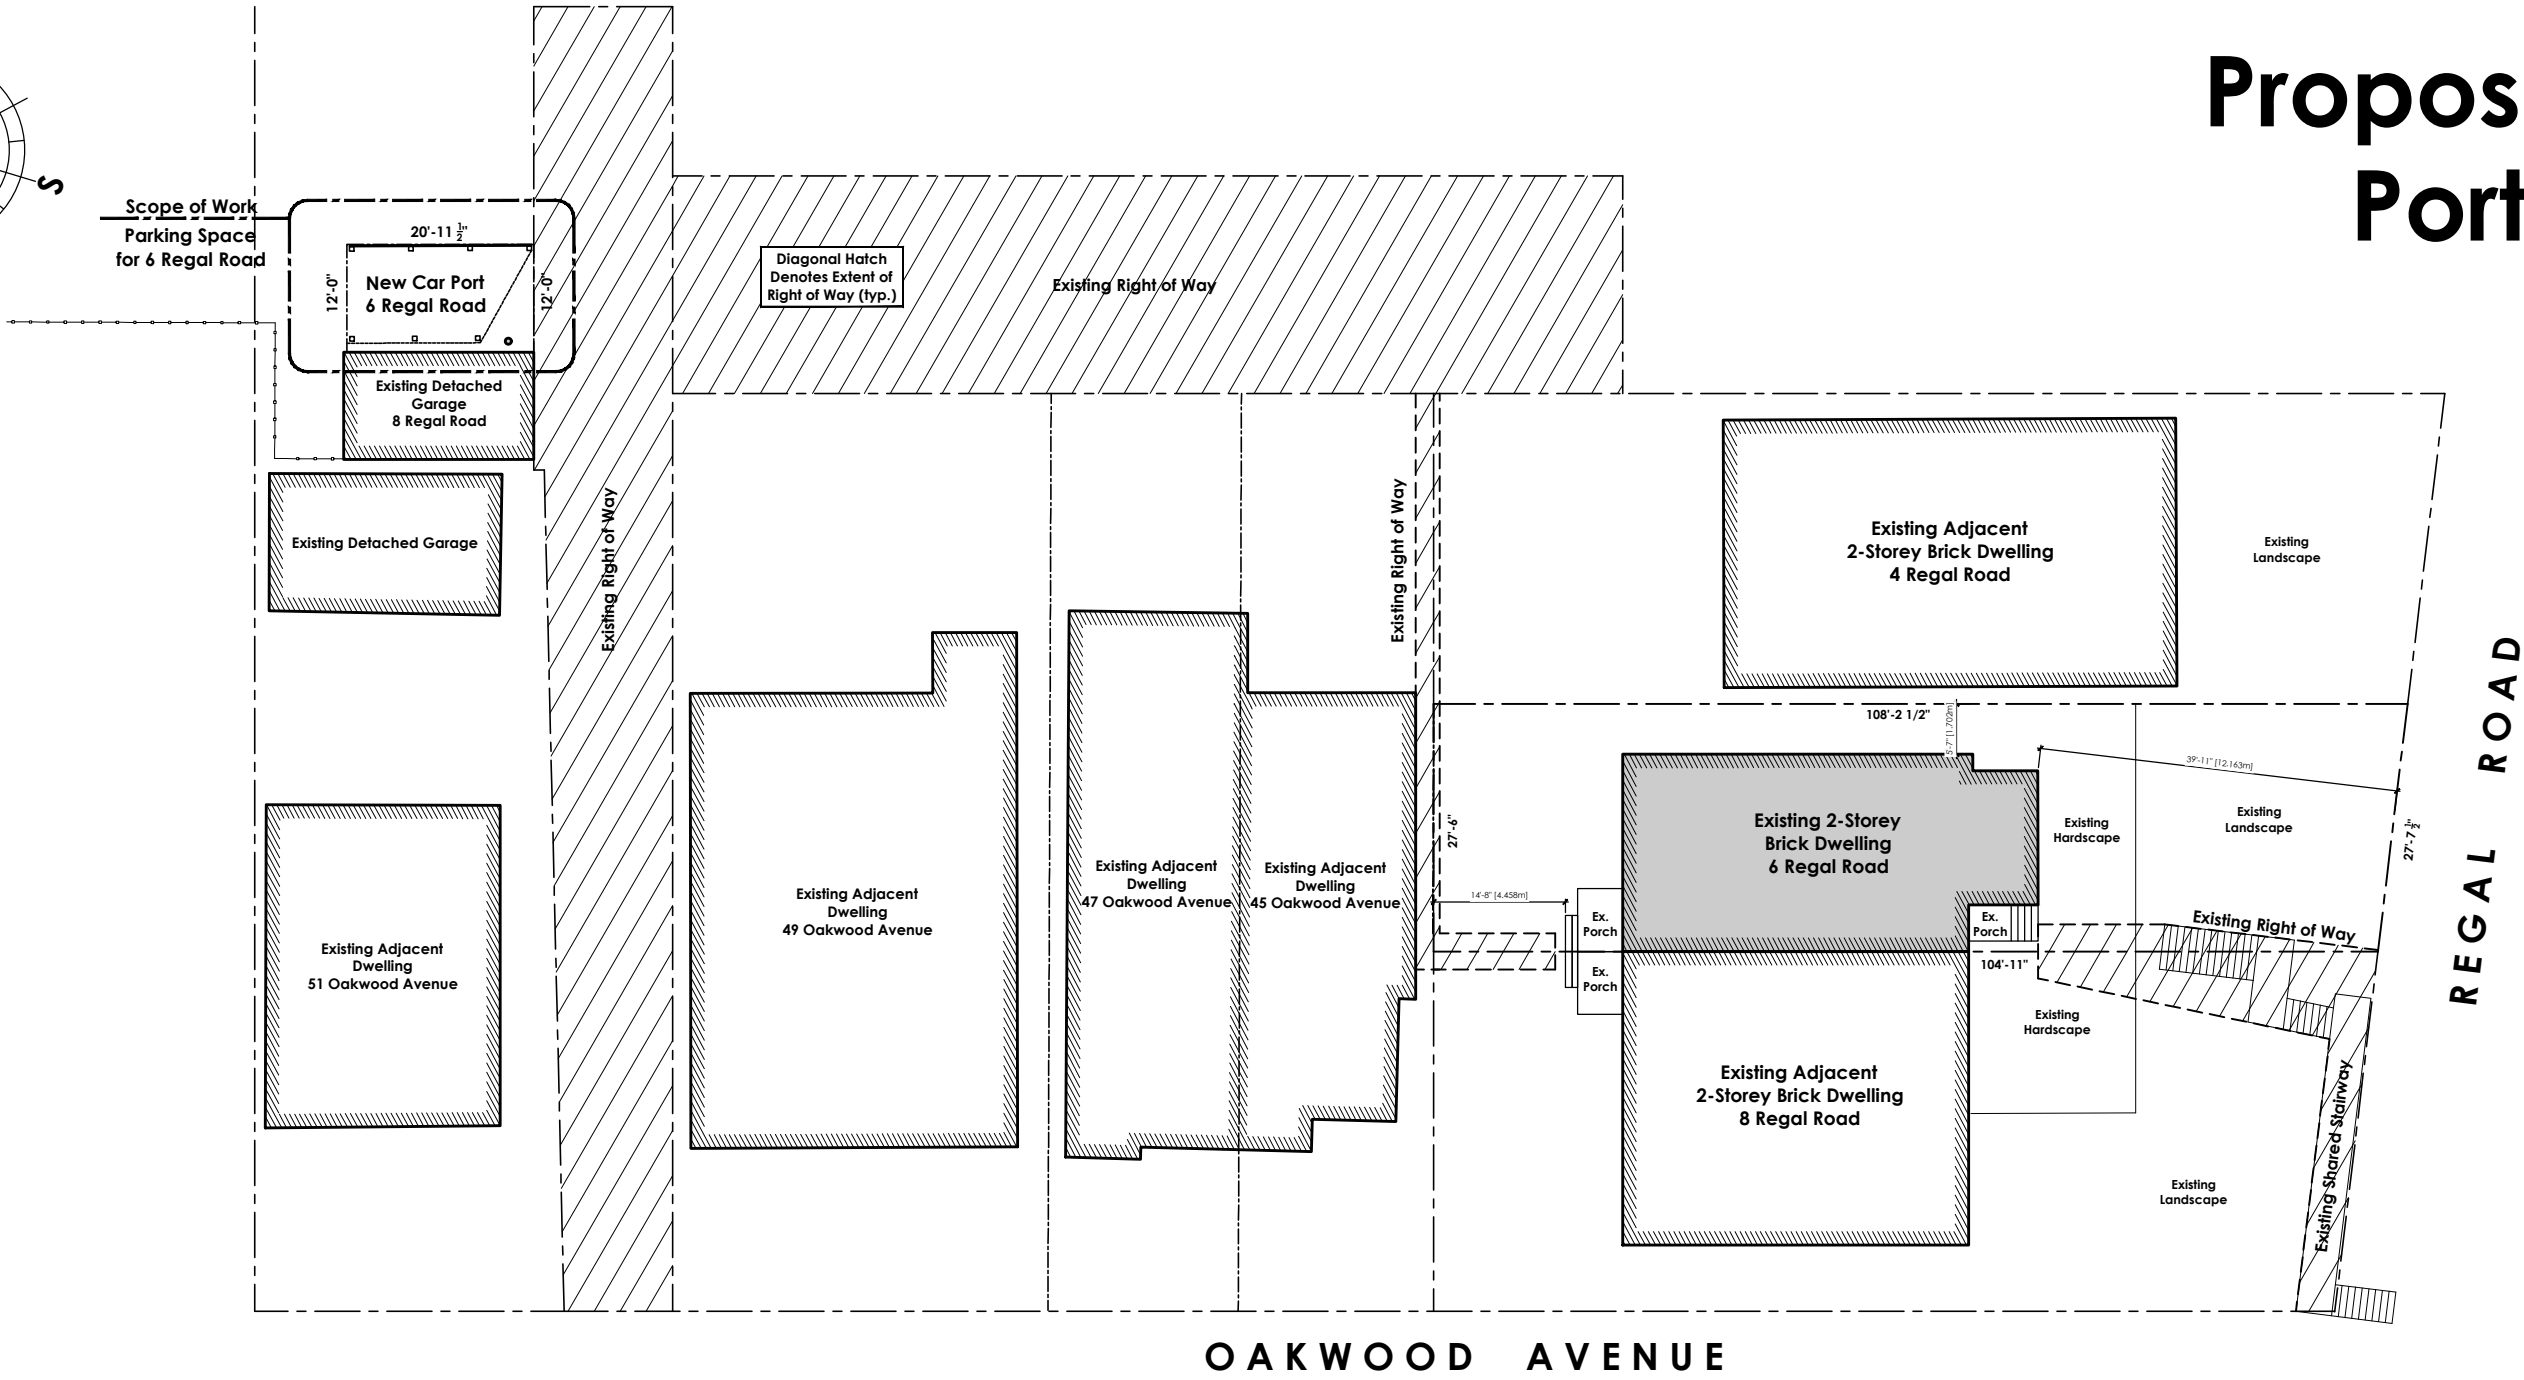 Propos
Port
S
Scope of Work
Parking Space
for 6 Regal Road
20'-11 ½"
12'-0"
New Car Port
6 Regal Road
12'-0"
Diagonal Hatch
Denotes Extent of
Right of Way (typ.)
Existing Right of Way
Existing Detached
Garage
8 Regal Road
Existing Detached Garage
Existing Right of Way
Existing Right of Way
Existing Adjacent
2-Storey Brick Dwelling
4 Regal Road
Existing
Landscape
REGAL ROAD
108'-2 1/2"
5'-7" [1.702m]
39'-11" [12.163m]
27'-6"
27'-7 ½"
Existing 2-Storey
Brick Dwelling
6 Regal Road
Existing
Hardscape
Existing
Landscape
Existing Adjacent
Dwelling
51 Oakwood Avenue
Existing Adjacent
Dwelling
49 Oakwood Avenue
Existing Adjacent
Dwelling
47 Oakwood Avenue
Existing Adjacent
Dwelling
45 Oakwood Avenue
14'-8" [4.458m]
Ex.
Porch
Ex.
Porch
Ex.
Porch
104'-11"
Existing Right of Way
Existing
Hardscape
Existing Adjacent
2-Storey Brick Dwelling
8 Regal Road
Existing
Landscape
Existing Shared Stairway
OAKWOOD AVENUE